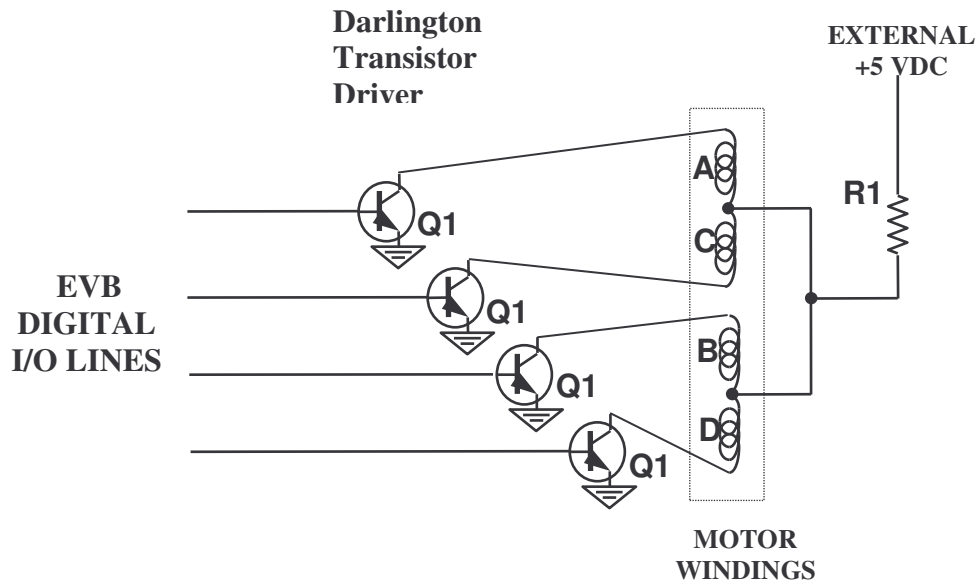 Darlington
Transistor
Driver
EXTERNAL
+5 VDC
A
R1
Q1
C
EVB
DIGITAL
I/O LINES
Q1
B
Q1
D
Q1
MOTOR
WINDINGS